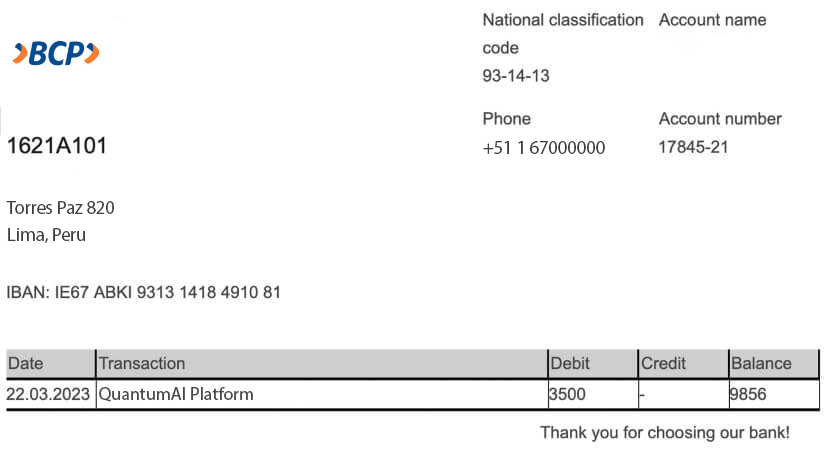 BCP
National classification
code
93-14-13
Account name
Phone
+51 1 67000000
Account number
17845-21
1621A101
Torres Paz 820
Lima, Peru
IBAN: IE67 ABKI 9313 1418 4910 81
Date Transaction Debit Credit Balance
22.03.2023 QuantumAI Platform 3500 - 9856
Thank you for choosing our bank!